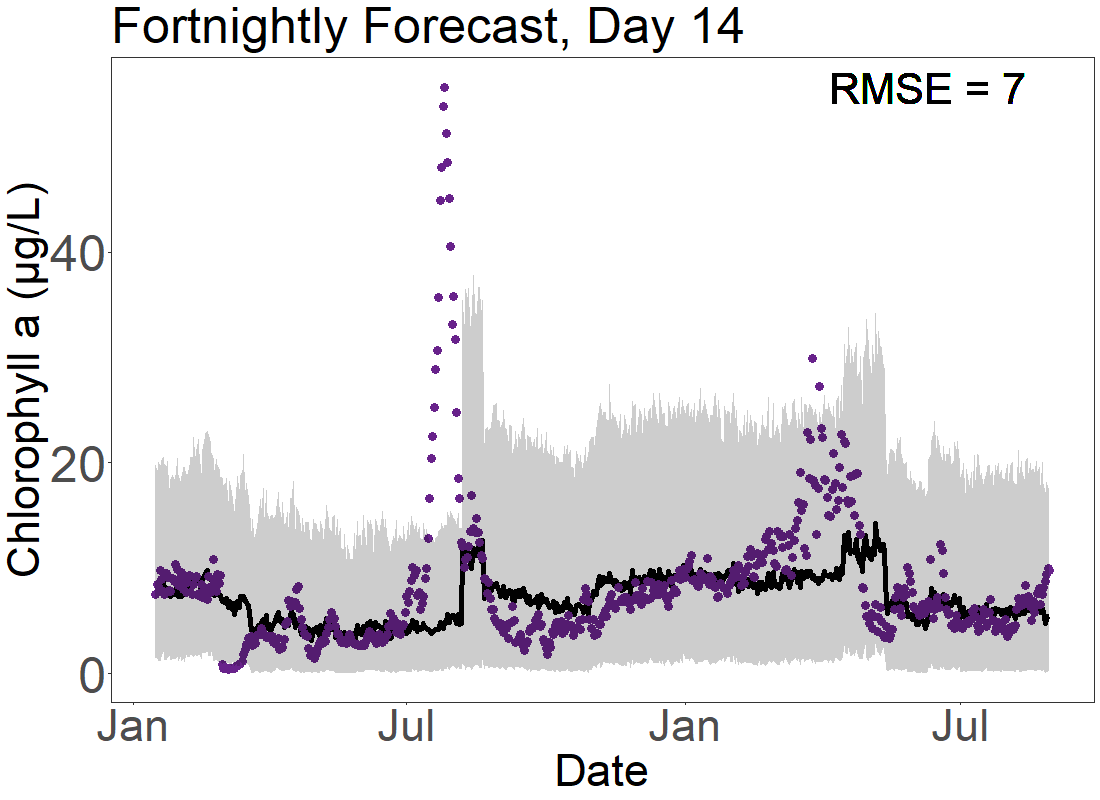 Fortnightly Forecast, Day 14
RMSE = 7
Chlorophyll a (µg/L)
40
20
0
Jan
Jul
Jan
Jul
Date